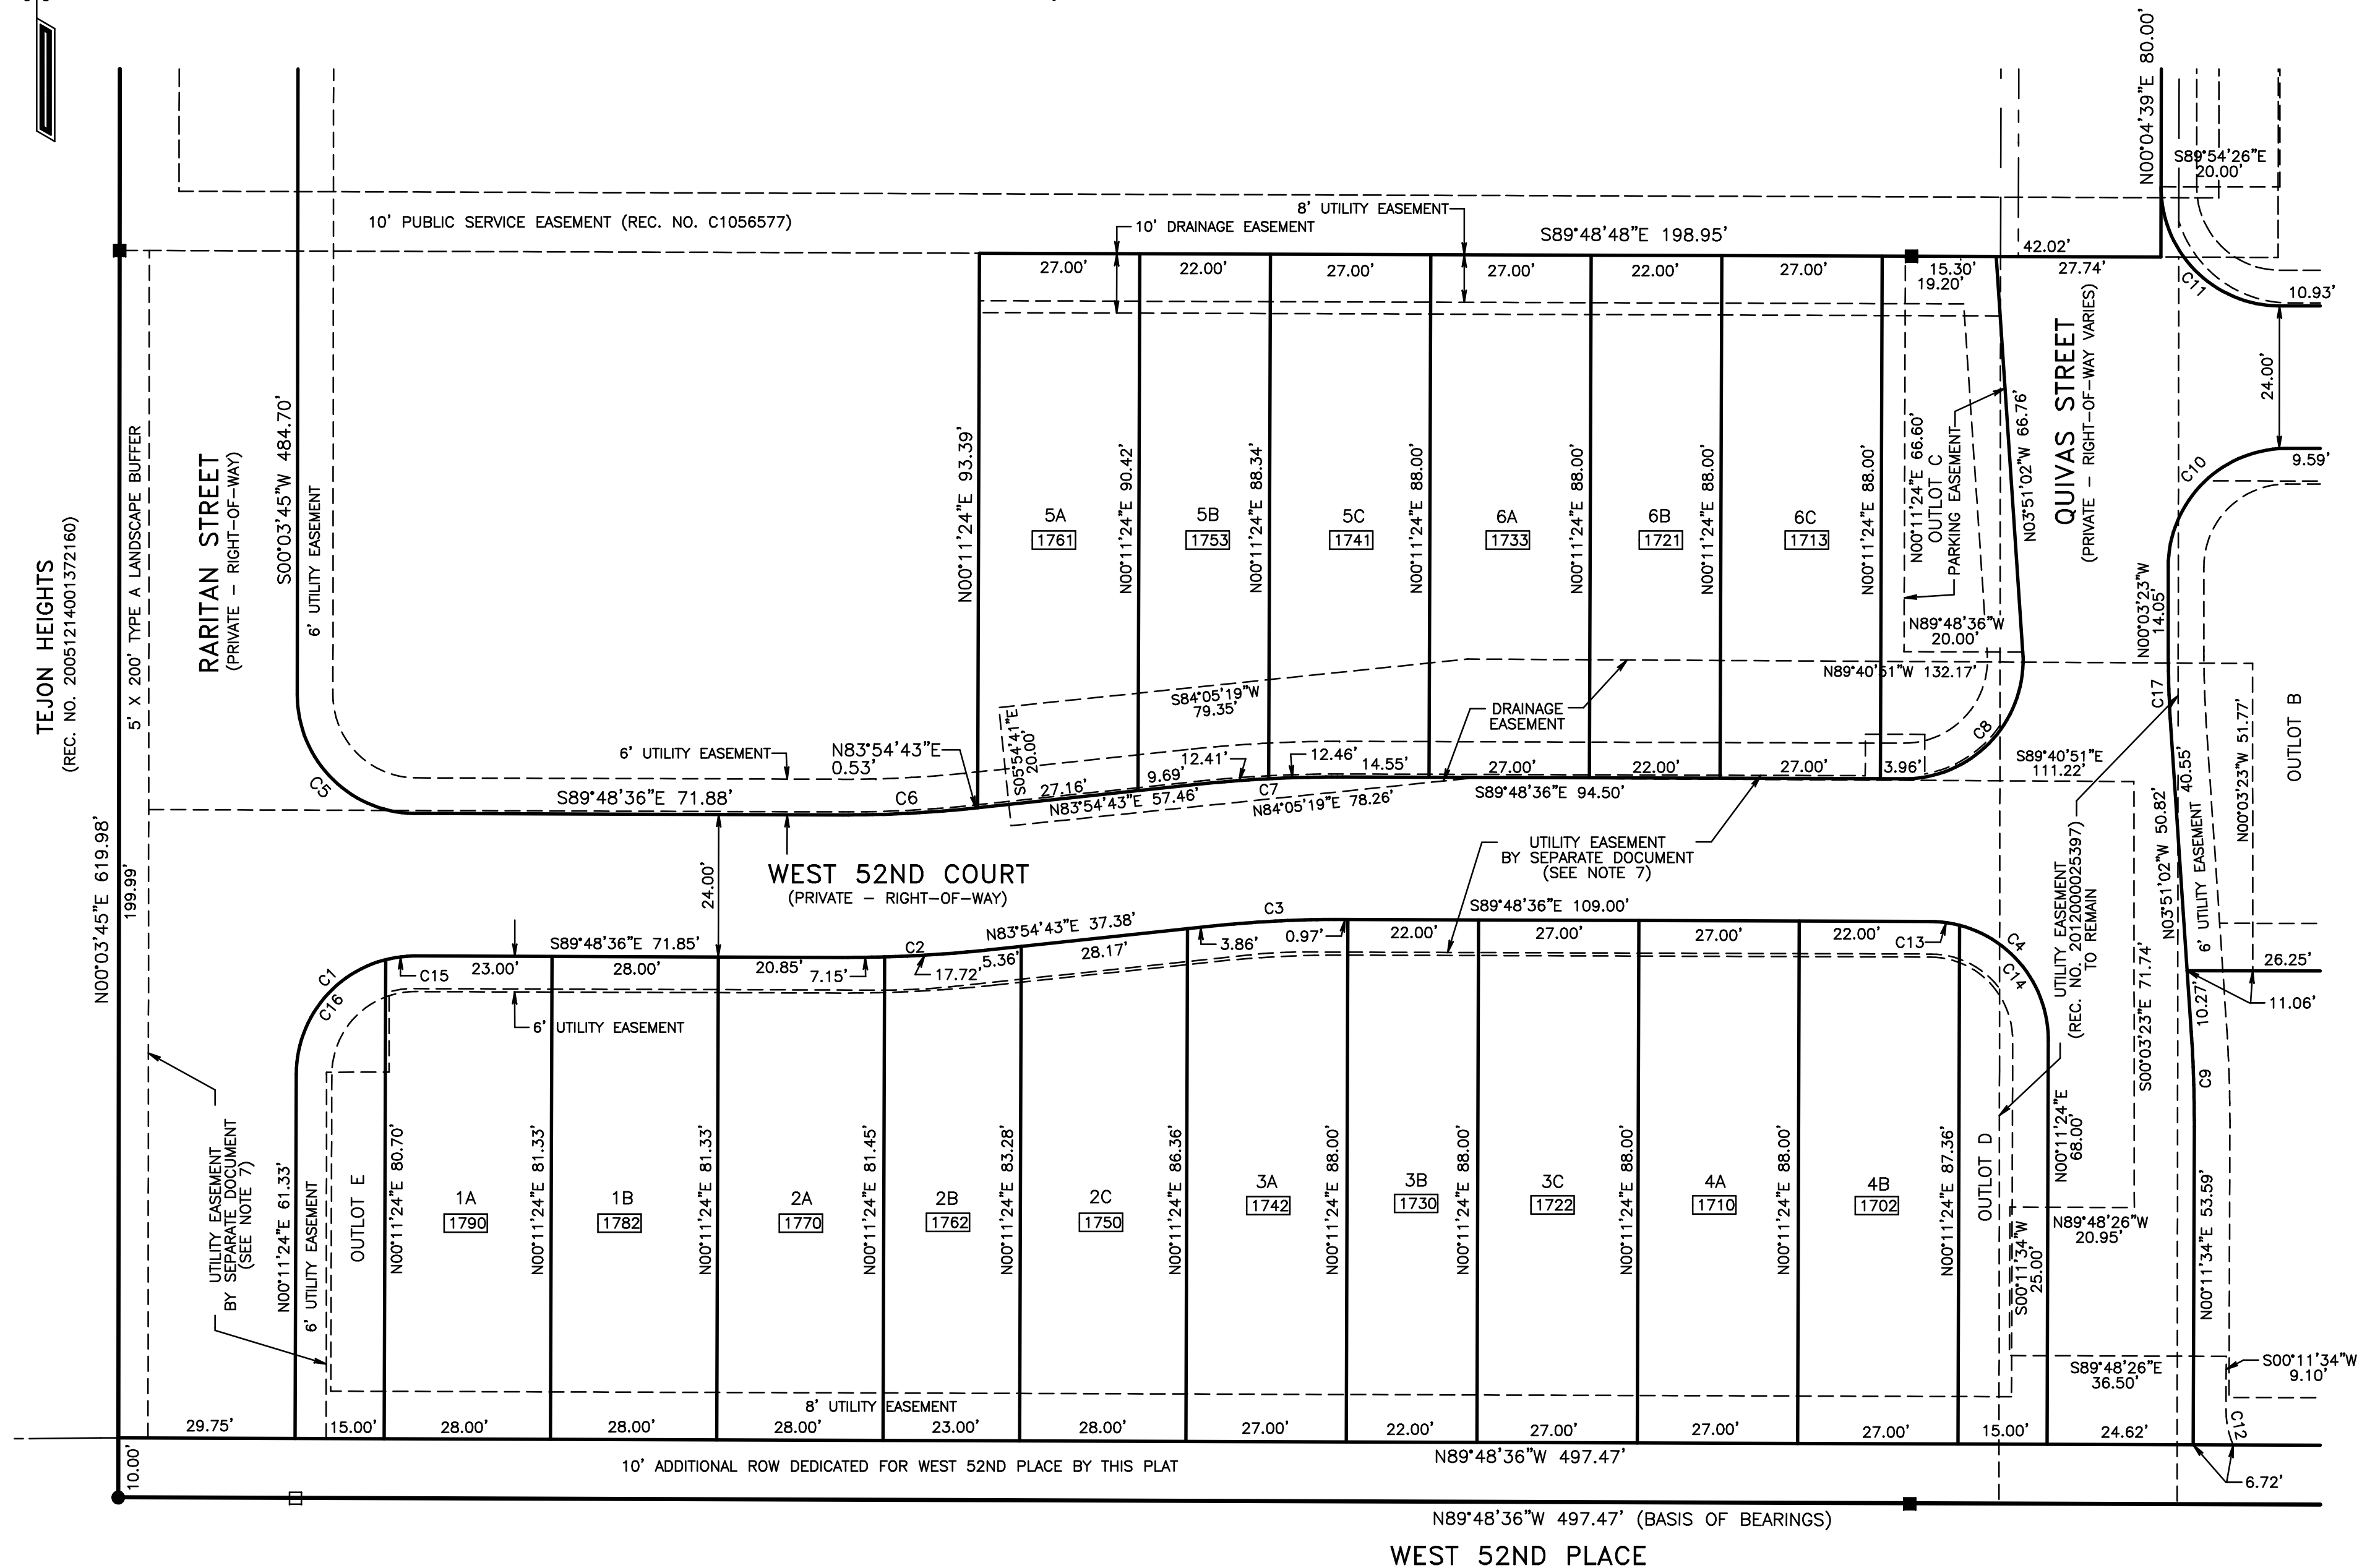 N00°04'39"E 80.00'
S89°54'26"E
20.00'
10' PUBLIC SERVICE EASEMENT (REC. NO. C1056577)
8' UTILITY EASEMENT
10' DRAINAGE EASEMENT
S89°48'48"E 198.95'
42.02'
27.00'
22.00'
27.00'
27.00'
22.00'
27.00'
15.30'
19.20'
27.74'
C11
10.93'
24.00'
TEJON HEIGHTS
(REC. NO. 20051214001372160)
N00°03'45"E 619.98'
199.99'
5' X 200' TYPE A LANDSCAPE BUFFER
RARITAN STREET
(PRIVATE - RIGHT-OF-WAY)
S00°03'45"W 484.70'
6' UTILITY EASEMENT
N00°11'24"E 93.39'
5A
1761
N00°11'24"E 90.42'
5B
1753
N00°11'24"E 88.34'
5C
1741
N00°11'24"E 88.00'
6A
1733
N00°11'24"E 88.00'
6B
1721
N00°11'24"E 88.00'
6C
1713
N00°11'24"E 88.00'
N00°11'24"E 66.60'
OUTLOT C
PARKING EASEMENT
N89°48'36"W
20.00'
N03°51'02"W 66.76'
QUIVAS STREET
(PRIVATE - RIGHT-OF-WAY VARIES)
C10
9.59'
N00°03'23"W
14.05'
C17
N89°40'51"W 132.17'
S84°05'19"W
79.35'
DRAINAGE
EASEMENT
S05°54'41"E
20.00'
6' UTILITY EASEMENT
N83°54'43"E
0.53'
C5
S89°48'36"E 71.88'
C6
27.16'
N83°54'43"E 57.46'
9.69'
12.41'
C7
12.46'
N84°05'19"E 78.26'
14.55'
27.00'
22.00'
27.00'
3.96'
S89°48'36"E 94.50'
C8
S89°40'51"E
111.22'
N03°51'02"W 50.82'
40.55'
6' UTILITY EASEMENT
N00°03'23"W 51.77'
OUTLOT B
24.00'
WEST 52ND COURT
(PRIVATE - RIGHT-OF-WAY)
UTILITY EASEMENT
BY SEPARATE DOCUMENT
(SEE NOTE 7)
UTILITY EASEMENT
(REC. NO. 2012000025397)
TO REMAIN
S00°03'23"E 71.74'
26.25'
11.06'
10.27'
C9
C1
C16
C15
S89°48'36"E 71.85'
23.00'
28.00'
20.85'
7.15'
C2
17.72'
N83°54'43"E 37.38'
5.36'
28.17'
3.86'
C3
0.97'
S89°48'36"E 109.00'
22.00'
27.00'
27.00'
22.00'
C13
C4
C14
6' UTILITY EASEMENT
UTILITY EASEMENT
BY SEPARATE DOCUMENT
(SEE NOTE 7)
N00°11'24"E 61.33'
6' UTILITY EASEMENT
OUTLOT E
N00°11'24"E 80.70'
1A
1790
N00°11'24"E 81.33'
1B
1782
N00°11'24"E 81.33'
2A
1770
N00°11'24"E 81.45'
2B
1762
N00°11'24"E 83.28'
2C
1750
N00°11'24"E 86.36'
3A
1742
N00°11'24"E 88.00'
3B
1730
N00°11'24"E 88.00'
3C
1722
N00°11'24"E 88.00'
4A
1710
N00°11'24"E 88.00'
4B
1702
N00°11'24"E 87.36'
OUTLOT D
S00°11'34"W
25.00'
N00°11'24"E
68.00'
N89°48'26"W
20.95'
N00°11'34"E 53.59'
S89°48'26"E
36.50'
S00°11'34"W
9.10'
C12
8' UTILITY EASEMENT
29.75'
15.00'
28.00'
28.00'
28.00'
23.00'
28.00'
27.00'
22.00'
27.00'
27.00'
27.00'
15.00'
24.62'
6.72'
10.00'
10' ADDITIONAL ROW DEDICATED FOR WEST 52ND PLACE BY THIS PLAT
N89°48'36"W 497.47'
N89°48'36"W 497.47' (BASIS OF BEARINGS)
WEST 52ND PLACE